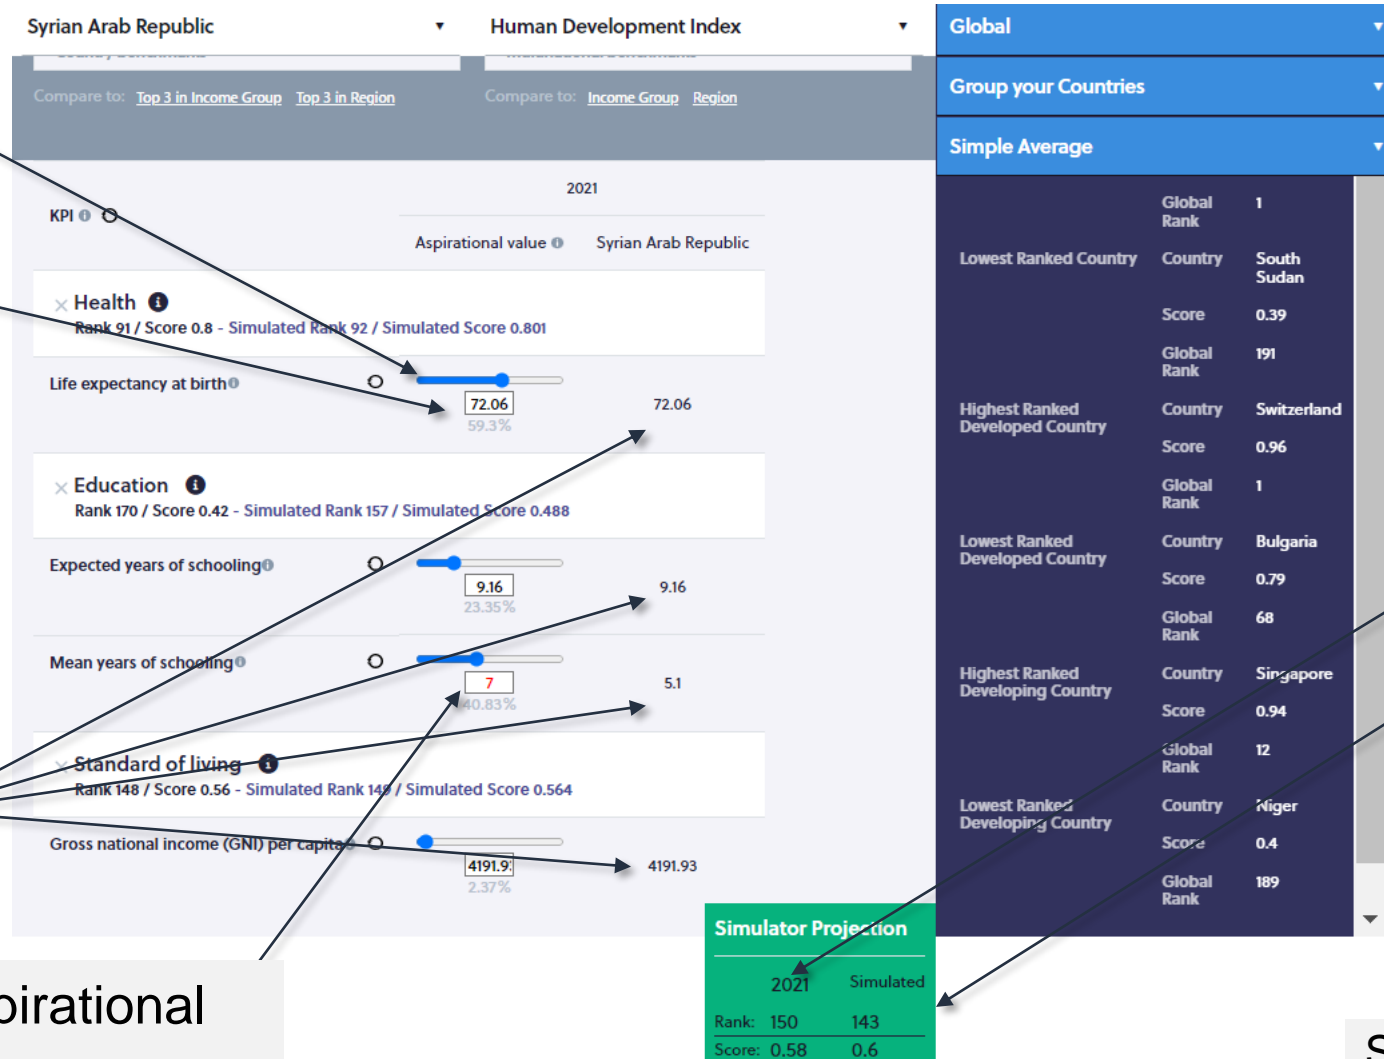 Syrian Arab Republic
Human Development Index
Compare to: Top 3 in Income Group Top 3 in Region
Compare to: Income Group Region
KPI
2021
Aspirational value Syrian Arab Republic
Health
Rank 91 / Score 0.8 - Simulated Rank 92 / Simulated Score 0.801
Life expectancy at birth
72.06
59.3%
72.06
Education
Rank 170 / Score 0.42 - Simulated Rank 157 / Simulated Score 0.488
Expected years of schooling
9.16
23.35%
9.16
Mean years of schooling
7
40.83%
5.1
Standard of living
Rank 148 / Score 0.56 - Simulated Rank 149 / Simulated Score 0.564
Gross national income (GNI) per capita
4191.9
2.37%
4191.93
Global
Group your Countries
Simple Average
Global Rank 1
Lowest Ranked Country Country South Sudan
Score 0.39
Global Rank 191
Highest Ranked Developed Country Country Switzerland
Score 0.96
Global Rank 1
Lowest Ranked Developed Country Country Bulgaria
Score 0.79
Global Rank 68
Highest Ranked Developing Country Country Singapore
Score 0.94
Global Rank 12
Lowest Ranked Developing Country Country Niger
Score 0.4
Global Rank 189
Simulator Projection
2021 Simulated
Rank: 150 143
Score: 0.58 0.6
pirational
S